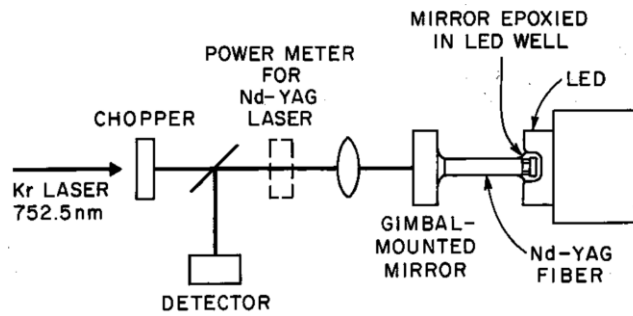 MIRROR EPOXIED
IN LED WELL
POWER METER
FOR
Nd-YAG
LASER
LED
CHOPPER
Kr LASER
752.5nm
GIMBAL-
MOUNTED
MIRROR
Nd-YAG
FIBER
DETECTOR